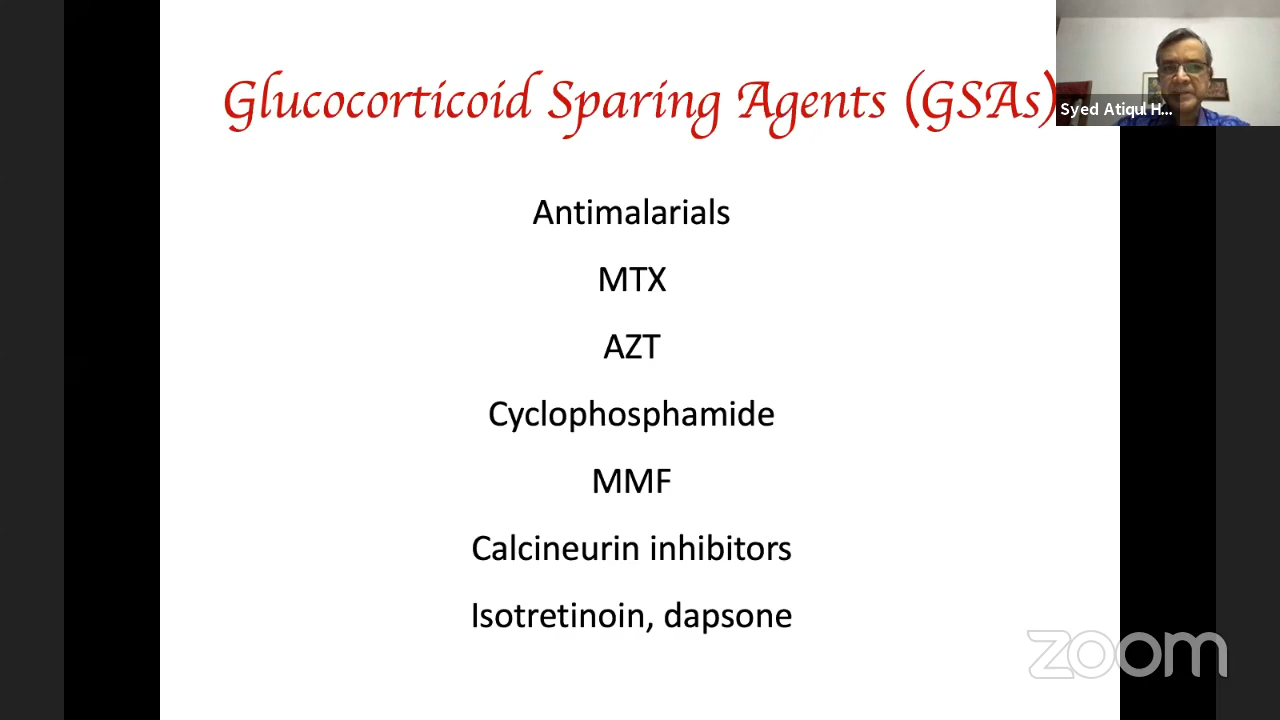 Glucocorticoid Sparing Agents (GSAs)
Syed Atiqul H...
Antimalarials
MTX
AZT
Cyclophosphamide
MMF
Calcineurin inhibitors
Isotretinoin, dapsone
zoom